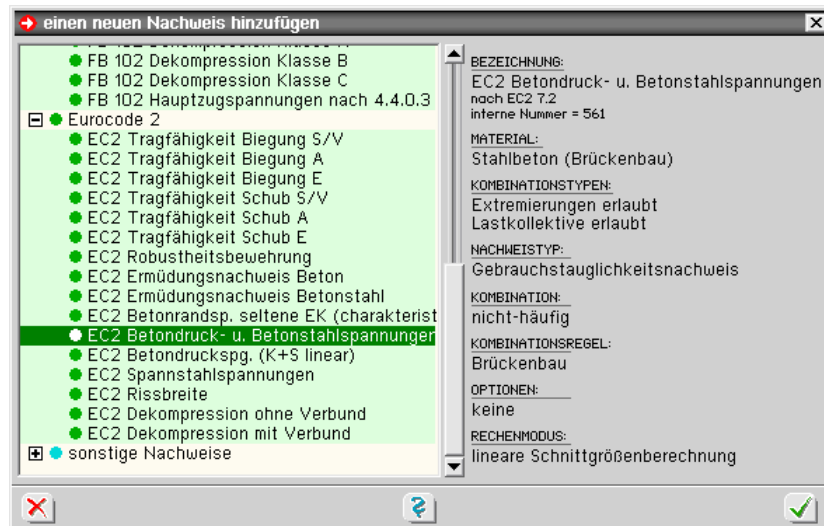 einen neuen Nachweis hinzufügen
FB 102 Dekompression Klasse B
FB 102 Dekompression Klasse C
FB 102 Hauptzugspannungen nach 4.4.0.3
Eurocode 2
EC2 Tragfähigkeit Biegung S/V
EC2 Tragfähigkeit Biegung A
EC2 Tragfähigkeit Biegung E
EC2 Tragfähigkeit Schub S/V
EC2 Tragfähigkeit Schub A
EC2 Tragfähigkeit Schub E
EC2 Robustheitsbewehrung
EC2 Ermüdungsnachweis Beton
EC2 Ermüdungsnachweis Betonstahl
EC2 Betonrandsp. seltene EK (charakterist
EC2 Betondruck- u. Betonstahlspannungen
EC2 Betondruckspg. (K+S linear)
EC2 Spannstahlspannungen
EC2 Rissbreite
EC2 Dekompression ohne Verbund
EC2 Dekompression mit Verbund
sonstige Nachweise
BEZEICHNUNG:
EC2 Betondruck- u. Betonstahlspannungen
nach EC2 7.2
interne Nummer = 561
MATERIAL:
Stahlbeton (Brückenbau)
KOMBINATIONSTYPEN:
Extremierungen erlaubt
Lastkollektive erlaubt
NACHWEISTYP:
Gebrauchstauglichkeitsnachweis
KOMBINATION:
nicht-häufig
KOMBINATIONSREGEL:
Brückenbau
OPTIONEN:
keine
RECHENMODUS:
lineare Schnittgrößenberechnung